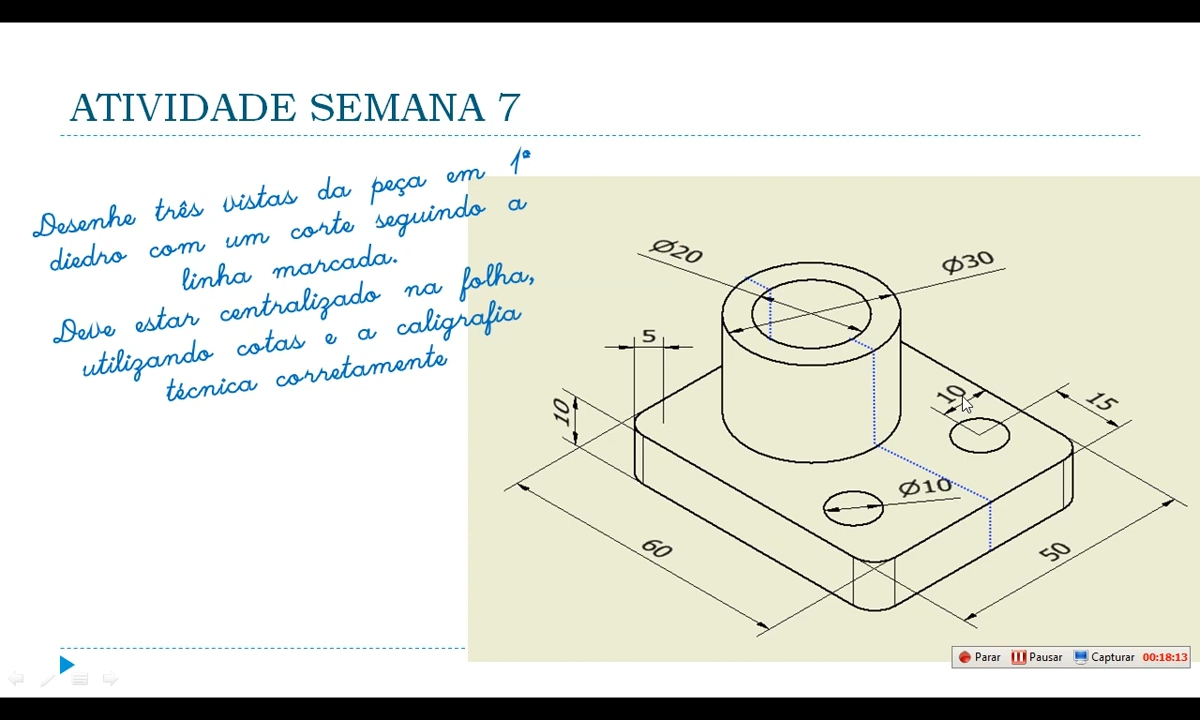 ATIVIDADE SEMANA 7
Desenhe três vistas da peça em 1º
diedro com um corte seguindo a
linha marcada.
Deve estar centralizado na folha,
utilizando cotas e a caligrafia
técnica corretamente
Ø20
Ø30
5
10
10
15
Ø10
60
50
Parar Pausar Capturar 00:18:13